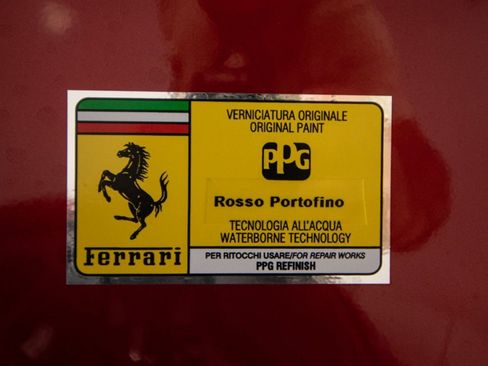 VERNICIATURA ORIGINALE
ORIGINAL PAINT
PPG
Rosso Portofino
TECNOLOGIA ALL'ACQUA
WATERBORNE TECHNOLOGY
Ferrari
PER RITOCCHI USARE/FOR REPAIR WORKS
PPG REFINISH